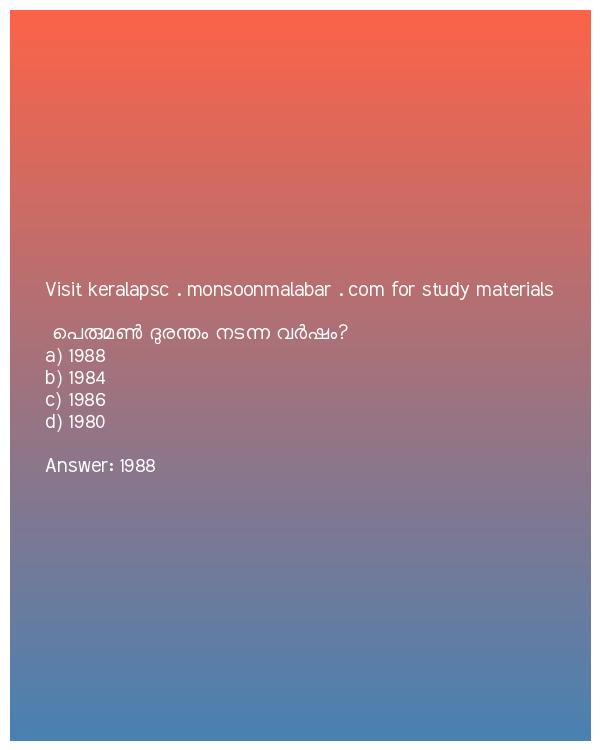 Visit keralapsc . monsoonmalabar . com for study materials
പെരുമൺ ദുരന്തം നടന്ന വർഷം?
a) 1988
b) 1984
c) 1986
d) 1980
Answer: 1988